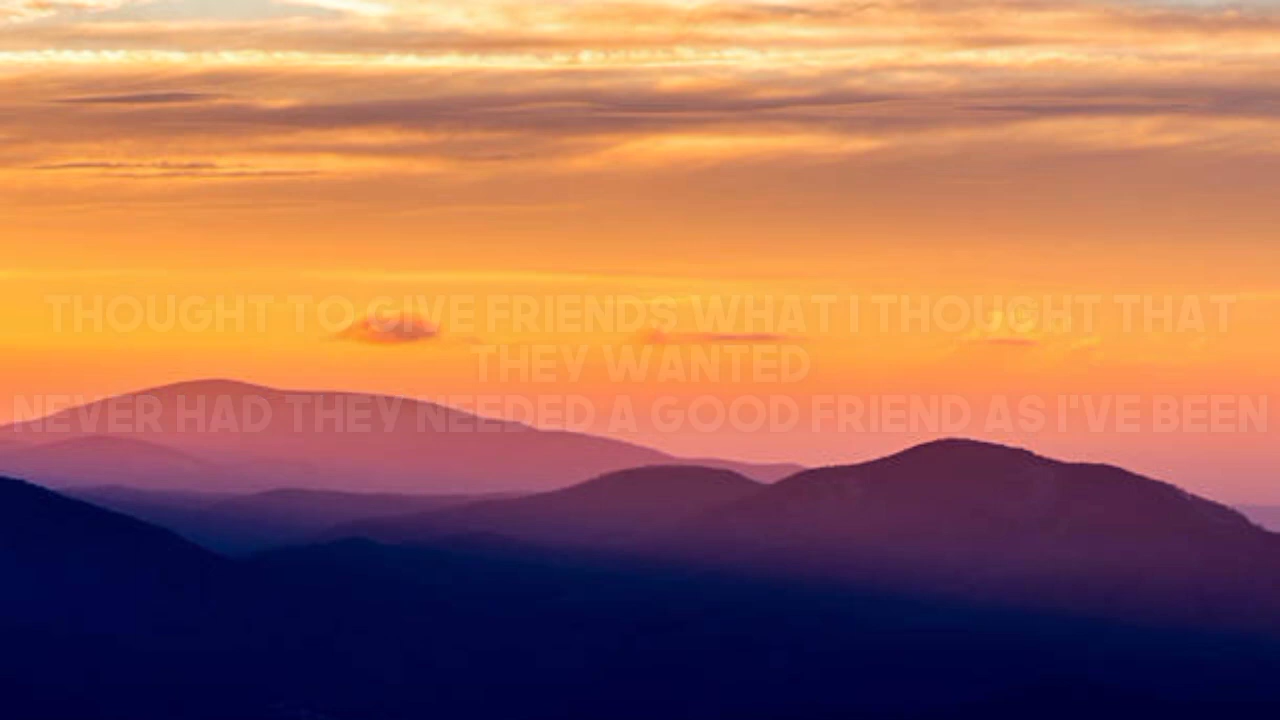 THOUGHT TO GIVE FRIENDS WHAT I THOUGHT THAT
THEY WANTED
NEVER HAD THEY NEEDED A GOOD FRIEND AS I'VE BEEN